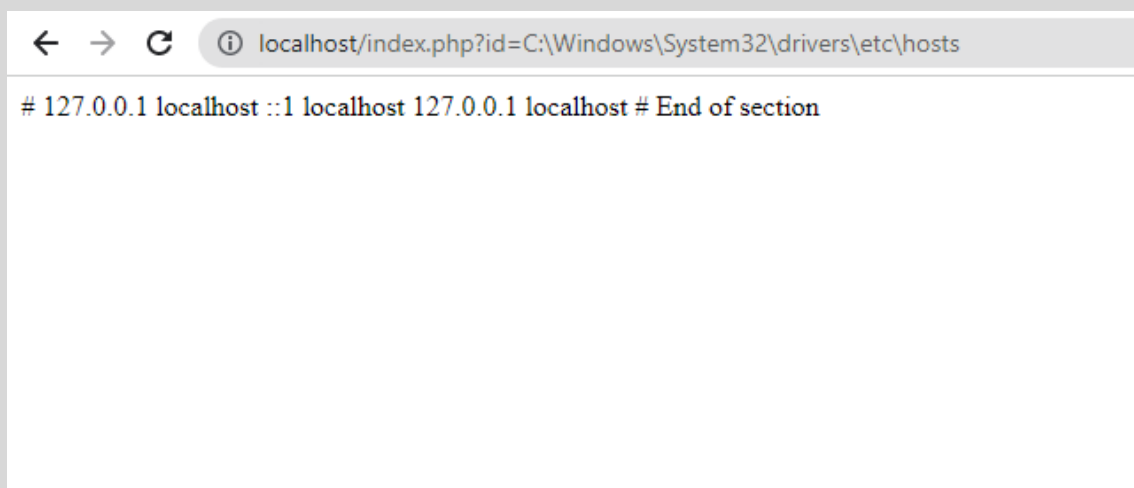 localhost/index.php?id=C:\Windows\System32\drivers\etc\hosts
# 127.0.0.1 localhost ::1 localhost 127.0.0.1 localhost # End of section